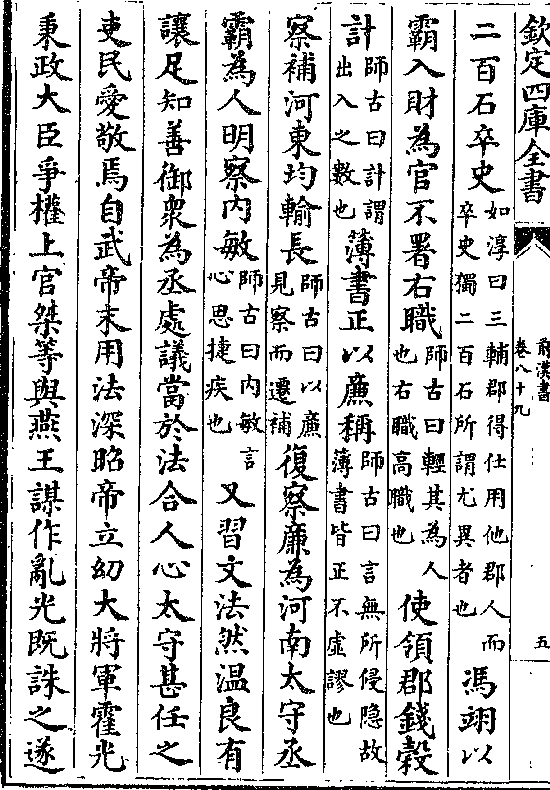 欽定四庫全書
前漢書
卷八十九
五
二百石卒史如淳曰三輔郡得仕用他郡人而卒史獨二百石所謂尤異者也馮翊以
霸入財為官不署右職師古曰輕其為人也右職高職也使領郡錢穀
計師古曰計謂出入之數也簿書正以廉稱師古曰言無所侵隐故簿書皆正不虛謬也
察補河東均輸長師古曰以廉見察而遷補復察廉為河南太守丞
霸為人明察内敏師古曰内敏言心思捷疾也又習文法然温良有
讓足知善御衆為丞處議當於法合人心太守甚任之
吏民愛敬焉自武帝末用法深昭帝立幼大將軍霍光
秉政大臣爭權上官桀等與燕王謀作亂光既誅之遂